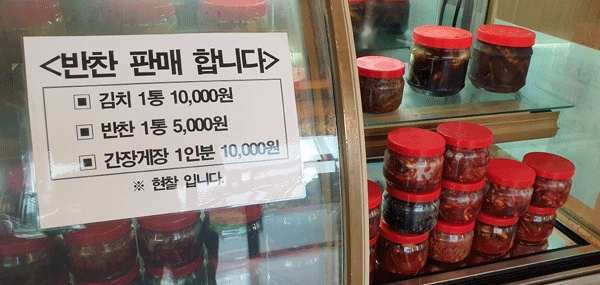 <반찬 판매 합니다>
▣ 김치 1통 10,000원
▣ 반찬 1통 5,000원
▣ 간장게장 1인분 10,000원
※ 현찰 입니다